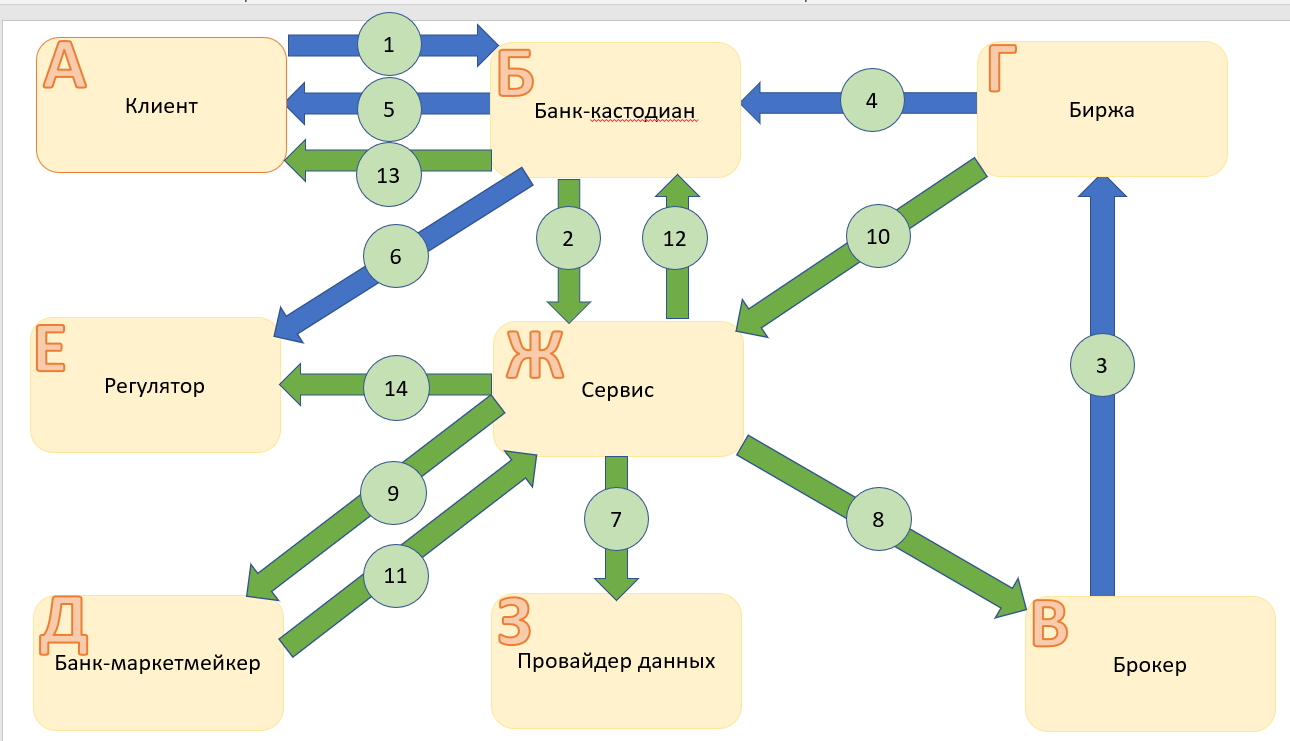 А
Клиент
1
5
13
Б
Банк-кастодиан
4
Г
Биржа
6
2
12
10
Е
Регулятор
14
Ж
Сервис
3
9
11
7
8
Д
Банк-маркетмейкер
З
Провайдер данных
В
Брокер